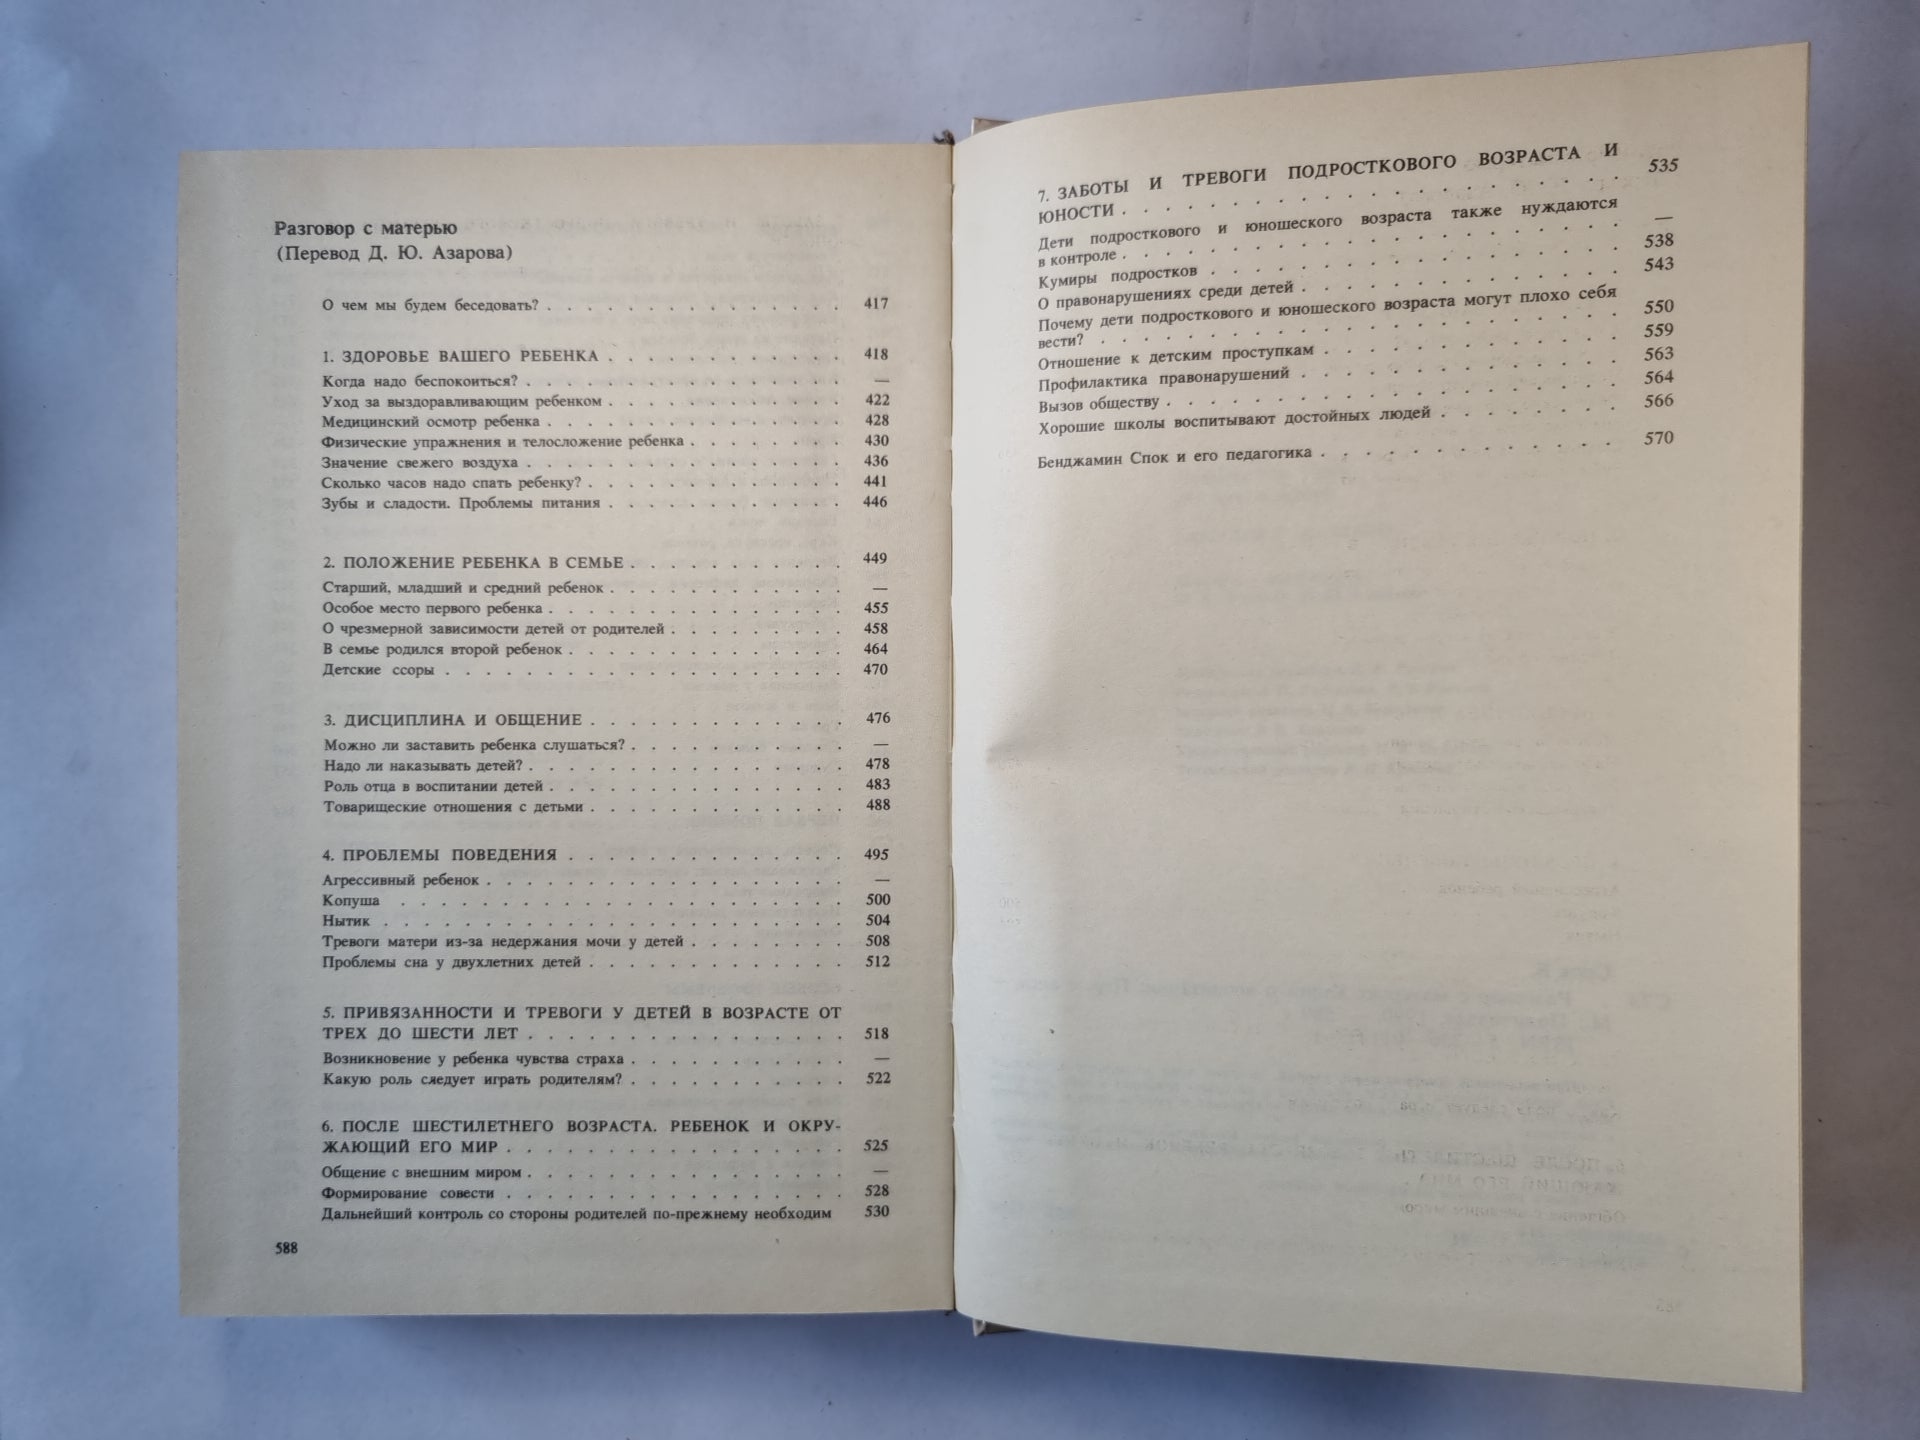 Разговор с матерью
(Перевод Д. Ю. Азарова)
О чем мы будем беседовать? . . . . . . . . . . . . . . . 417
1. ЗДОРОВЬЕ ВАШЕГО РЕБЕНКА . . . . . . . . . . . . 418
Когда надо беспокоиться? . . . . . . . . . . . . . . . . —
Уход за выздоравливающим ребенком . . . . . . . . . . . . 422
Медицинский осмотр ребенка . . . . . . . . . . . . . . . 428
Физические упражнения и телосложение ребенка . . . . . . . . 430
Значение свежего воздуха . . . . . . . . . . . . . . . . 436
Сколько часов надо спать ребенку? . . . . . . . . . . . . . 441
Зубы и сладости. Проблемы питания . . . . . . . . . . . . 446
2. ПОЛОЖЕНИЕ РЕБЕНКА В СЕМЬЕ . . . . . . . . . . . 449
Старший, младший и средний ребенок . . . . . . . . . . . . —
Особое место первого ребенка . . . . . . . . . . . . . . . 455
О чрезмерной зависимости детей от родителей . . . . . . . . . 458
В семье родился второй ребенок . . . . . . . . . . . . . . 464
Детские ссоры . . . . . . . . . . . . . . . . . . . . 470
3. ДИСЦИПЛИНА И ОБЩЕНИЕ . . . . . . . . . . . . . 476
Можно ли заставить ребенка слушаться? . . . . . . . . . . . —
Надо ли наказывать детей? . . . . . . . . . . . . . . . . 478
Роль отца в воспитании детей . . . . . . . . . . . . . . . 483
Товарищеские отношения с детьми . . . . . . . . . . . . . 488
4. ПРОБЛЕМЫ ПОВЕДЕНИЯ . . . . . . . . . . . . . . 495
Агрессивный ребенок . . . . . . . . . . . . . . . . . . —
Копуша . . . . . . . . . . . . . . . . . . . . . . 500
Нытик . . . . . . . . . . . . . . . . . . . . . . . 504
Тревоги матери из-за недержания мочи у детей . . . . . . . . 508
Проблемы сна у двухлетних детей . . . . . . . . . . . . . 512
5. ПРИВЯЗАННОСТИ И ТРЕВОГИ У ДЕТЕЙ В ВОЗРАСТЕ ОТ
ТРЕХ ДО ШЕСТИ ЛЕТ . . . . . . . . . . . . . . . . 518
Возникновение у ребенка чувства страха . . . . . . . . . . . —
Какую роль следует играть родителям? . . . . . . . . . . . 522
6. ПОСЛЕ ШЕСТИЛЕТНЕГО ВОЗРАСТА. РЕБЕНОК И ОКРУ-
ЖАЮЩИЙ ЕГО МИР . . . . . . . . . . . . . . . . . 525
Общение с внешним миром . . . . . . . . . . . . . . . . —
Формирование совести . . . . . . . . . . . . . . . . . 528
Дальнейший контроль со стороны родителей по-прежнему необходим 530
588
7. ЗАБОТЫ И ТРЕВОГИ ПОДРОСТКОВОГО ВОЗРАСТА И
ЮНОСТИ . . . . . . . . . . . . . . . . . . . 535
Дети подросткового и юношеского возраста также нуждаются
в контроле . . . . . . . . . . . . . . . . . . . —
Кумиры подростков . . . . . . . . . . . . . . . . 538
О правонарушениях среди детей . . . . . . . . . . . . 543
Почему дети подросткового и юношеского возраста могут плохо себя
вести? . . . . . . . . . . . . . . . . . . . . 550
Отношение к детским проступкам . . . . . . . . . . . 559
Профилактика правонарушений . . . . . . . . . . . . 563
Вызов обществу . . . . . . . . . . . . . . . . . 564
Хорошие школы воспитывают достойных людей . . . . . . . 566
Бенджамин Спок и его педагогика . . . . . . . . . . . 570